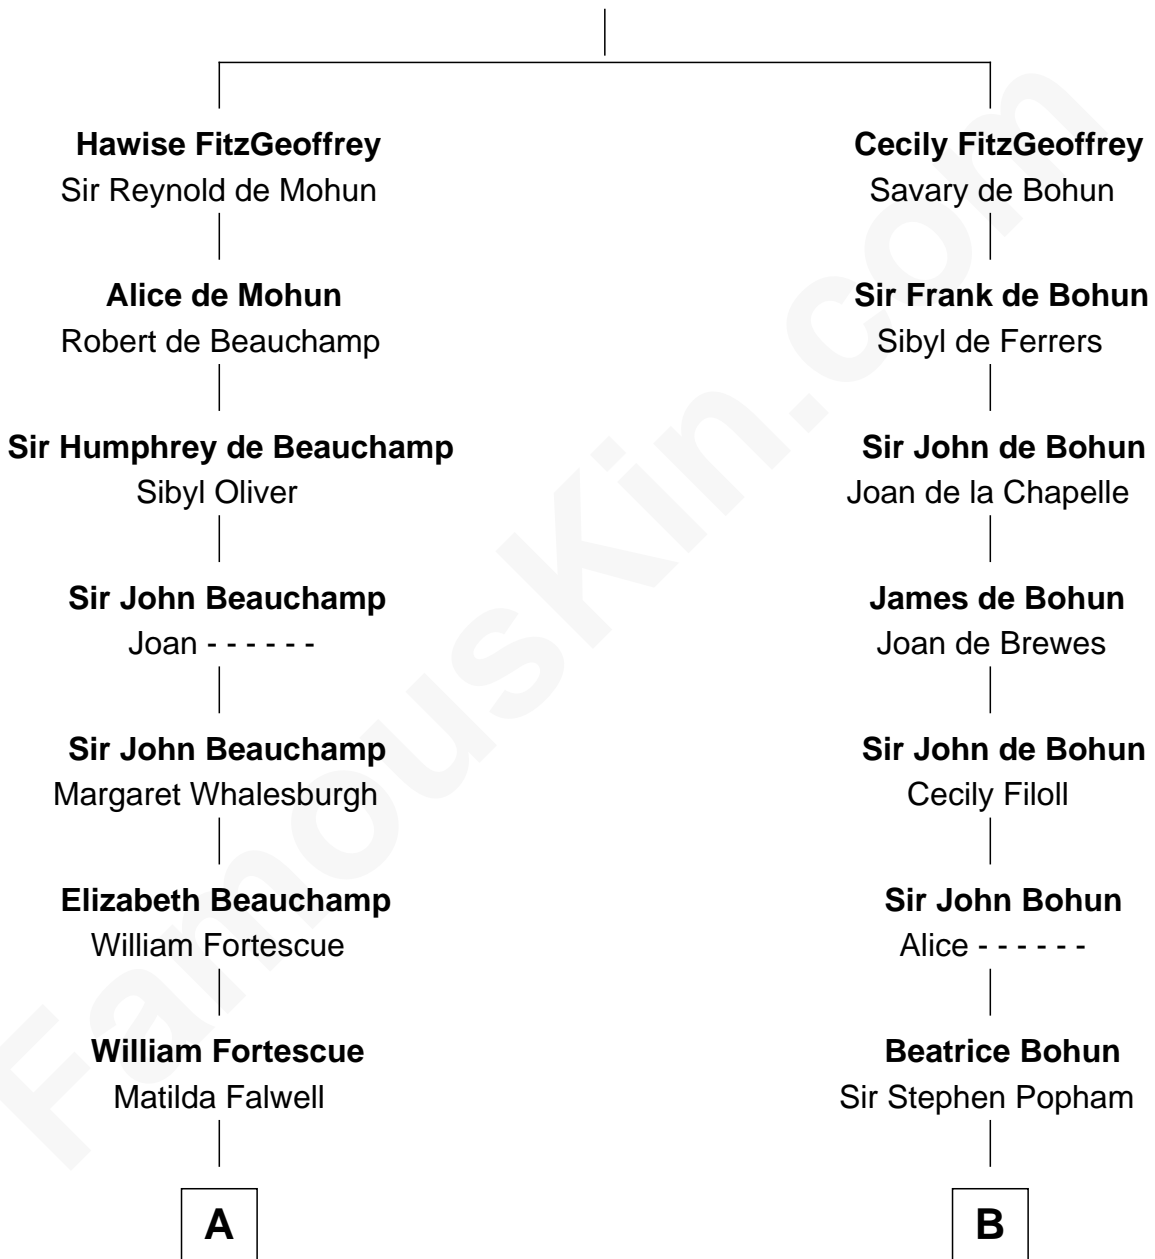 Hawise FitzGeoffrey
Sir Reynold de Mohun
Alice de Mohun
Robert de Beauchamp
Sir Humphrey de Beauchamp
Sibyl Oliver
Sir John Beauchamp
Joan - - - - - -
Sir John Beauchamp
Margaret Whalesburgh
Elizabeth Beauchamp
William Fortescue
William Fortescue
Matilda Falwell
A
Cecily FitzGeoffrey
Savary de Bohun
Sir Frank de Bohun
Sibyl de Ferrers
Sir John de Bohun
Joan de la Chapelle
James de Bohun
Joan de Brewes
Sir John de Bohun
Cecily Filoll
Sir John Bohun
Alice - - - - - -
Beatrice Bohun
Sir Stephen Popham
B
FamousKin.com